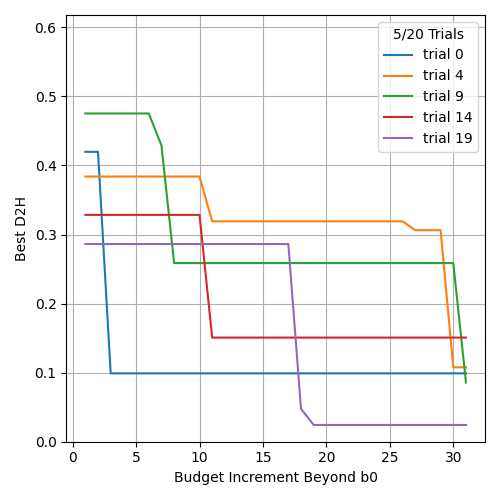 5/20 Trials
trial 0
trial 4
trial 9
trial 14
trial 19
0.6
0.5
0.4
0.3
0.2
0.1
0.0
Best D2H
0 5 10 15 20 25 30
Budget Increment Beyond b0